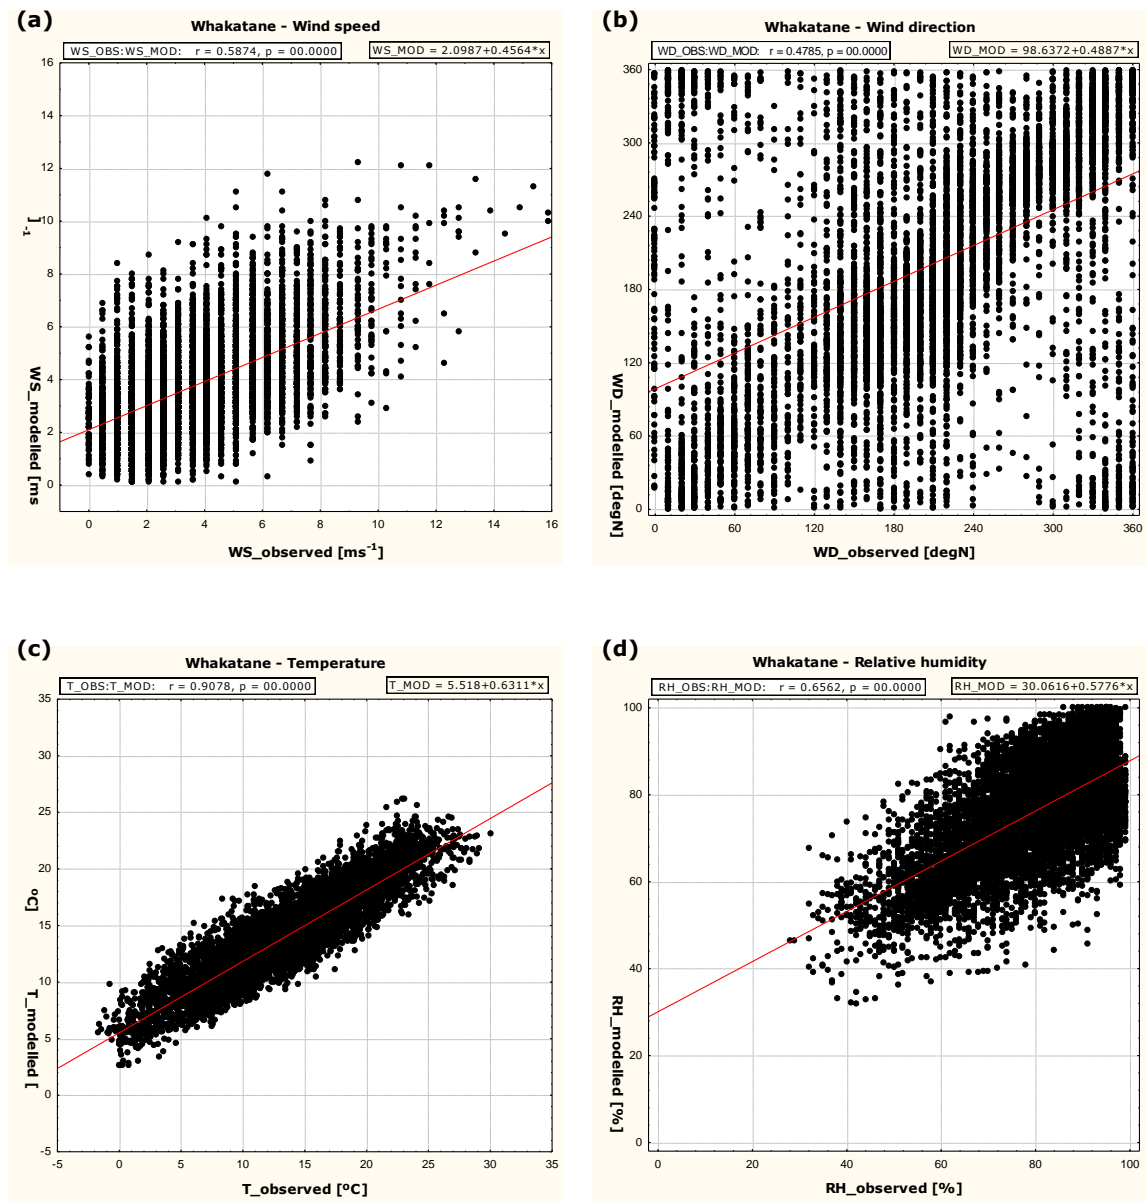 (a)
Whakatane - Wind speed
WS_OBS:WS_MOD: r = 0.5874, p = 00.0000
WS_MOD = 2.0987+0.4564*x
16
14
12
10
8
6
4
2
0
WS_modelled [ms
-1
]
0 2 4 6 8 10 12 14 16
WS_observed [ms-1]
(b)
Whakatane - Wind direction
WD_OBS:WD_MOD: r = 0.4785, p = 00.0000
WD_MOD = 98.6372+0.4887*x
360
300
240
180
120
60
0
WD_modelled [degN]
0 60 120 180 240 300 360
WD_observed [degN]
(c)
Whakatane - Temperature
T_OBS:T_MOD: r = 0.9078, p = 00.0000
T_MOD = 5.518+0.6311*x
35
30
25
20
15
10
5
0
-5
T_modelled [
ºC]
-5 0 5 10 15 20 25 30 35
T_observed [ºC]
(d)
Whakatane - Relative humidity
RH_OBS:RH_MOD: r = 0.6562, p = 00.0000
RH_MOD = 30.0616+0.5776*x
100
80
60
40
20
0
RH_modelled [%]
0 20 40 60 80 100
RH_observed [%]